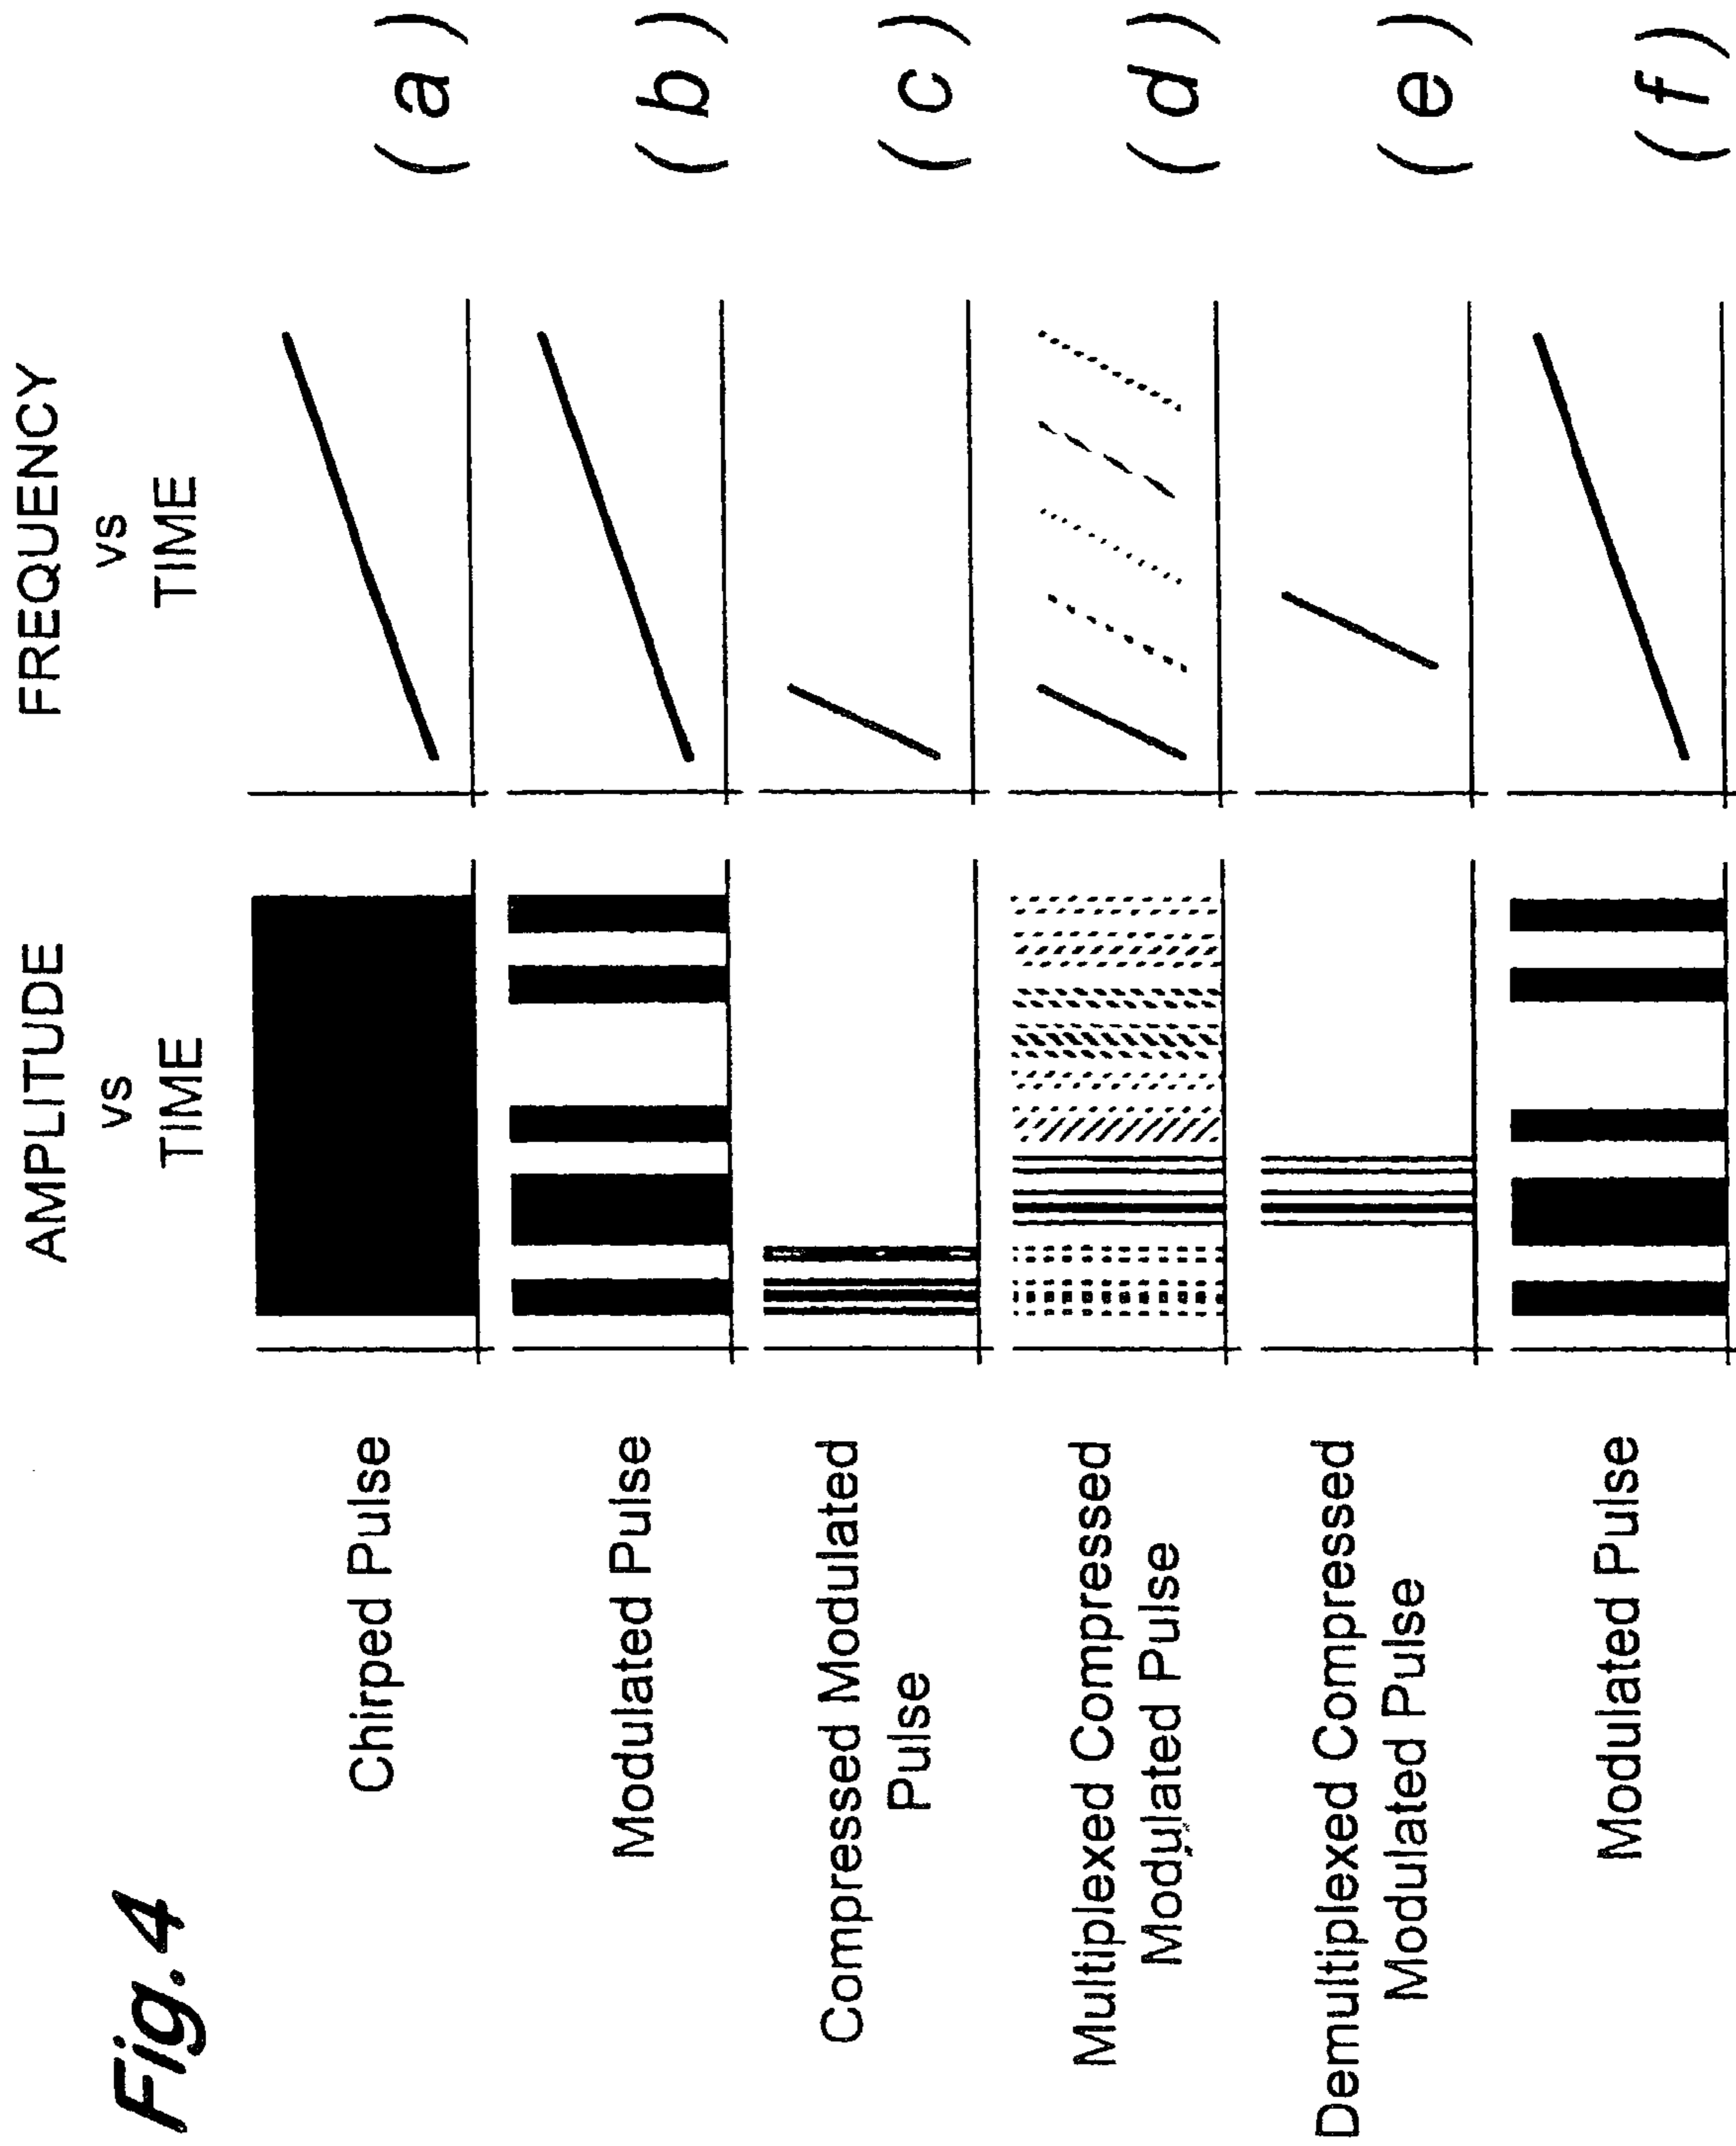 Fig. 4
AMPLITUDE
vs
TIME
FREQUENCY
vs
TIME
Chirped Pulse
(a)
Modulated Pulse
(b)
Compressed Modulated
Pulse
(c)
Multiplexed Compressed
Modulated Pulse
(d)
Demultiplexed Compressed
Modulated Pulse
(e)
Modulated Pulse
(f)